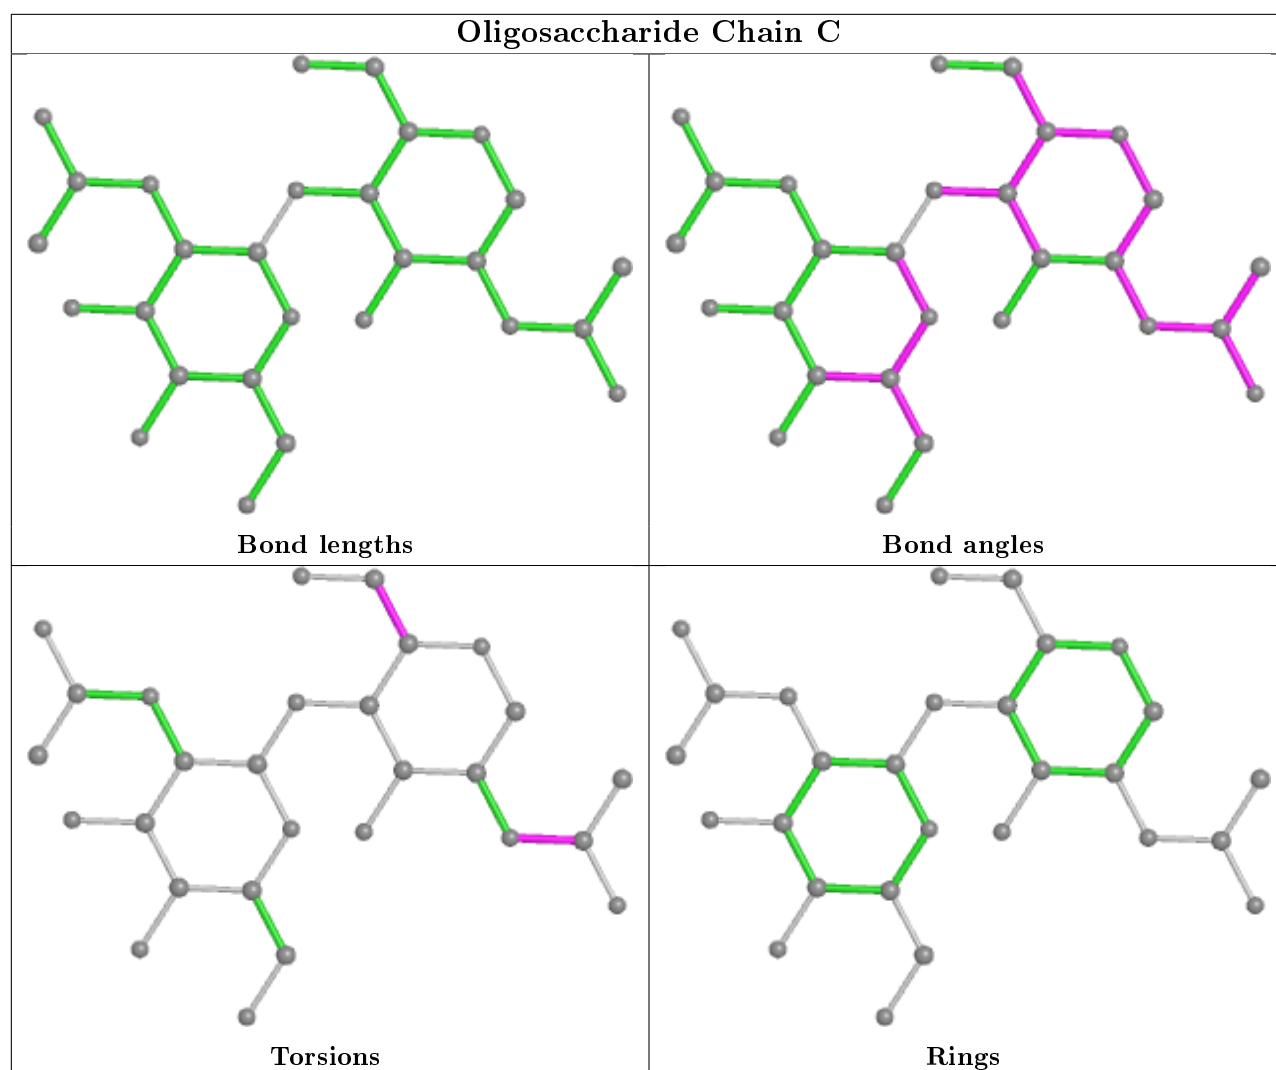 Oligosaccharide Chain C
Bond lengths
Bond angles
Torsions
Rings